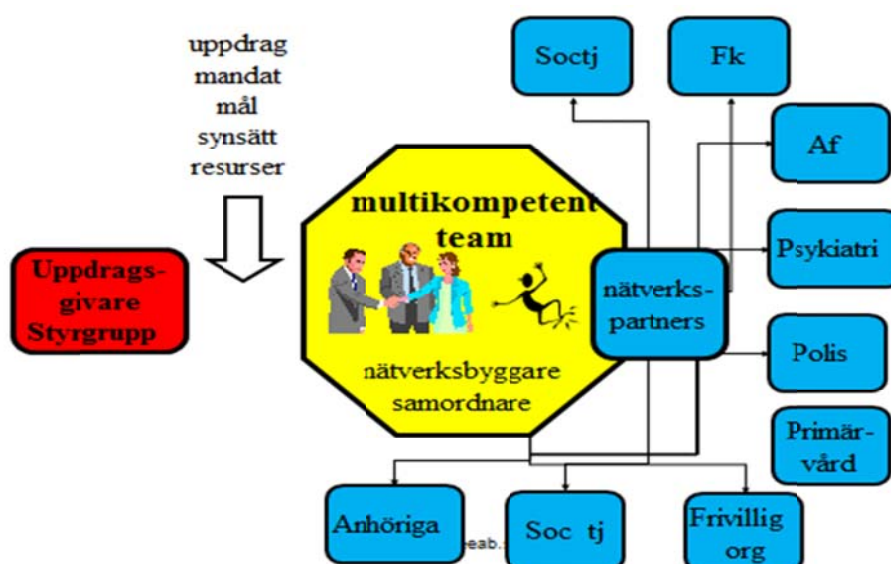 uppdrag
mandat
mål
synsätt
resurser
Uppdrags-
givare
Styrgrupp
multikompetent
team
nätverksbyggare
samordnare
nätverks-
partners
Soctj
Fk
Af
Psykiatri
Polis
Primär-
vård
Anhöriga
Soc tj
Frivillig
org
eab.